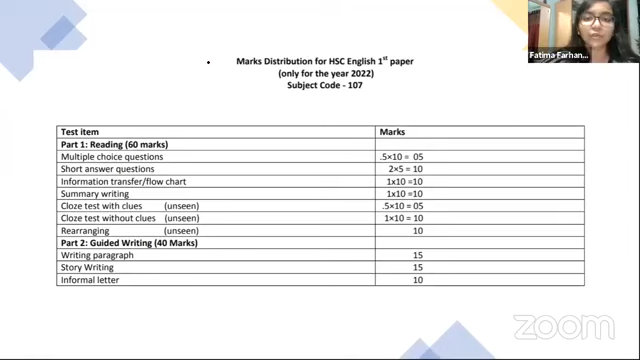 Fatima Farhan...
• Marks Distribution for HSC English 1st paper
(only for the year 2022)
Subject Code - 107
Test item Marks
Part 1: Reading (60 marks)
Multiple choice questions .5×10 = 05
Short answer questions 2×5 = 10
Information transfer/flow chart 1x10 =10
Summary writing 1x10 =10
Cloze test with clues (unseen) .5×10 = 05
Cloze test without clues (unseen) 1×10 = 10
Rearranging (unseen) 10
Part 2: Guided Writing (40 Marks)
Writing paragraph 15
Story Writing 15
Informal letter 10
zoom